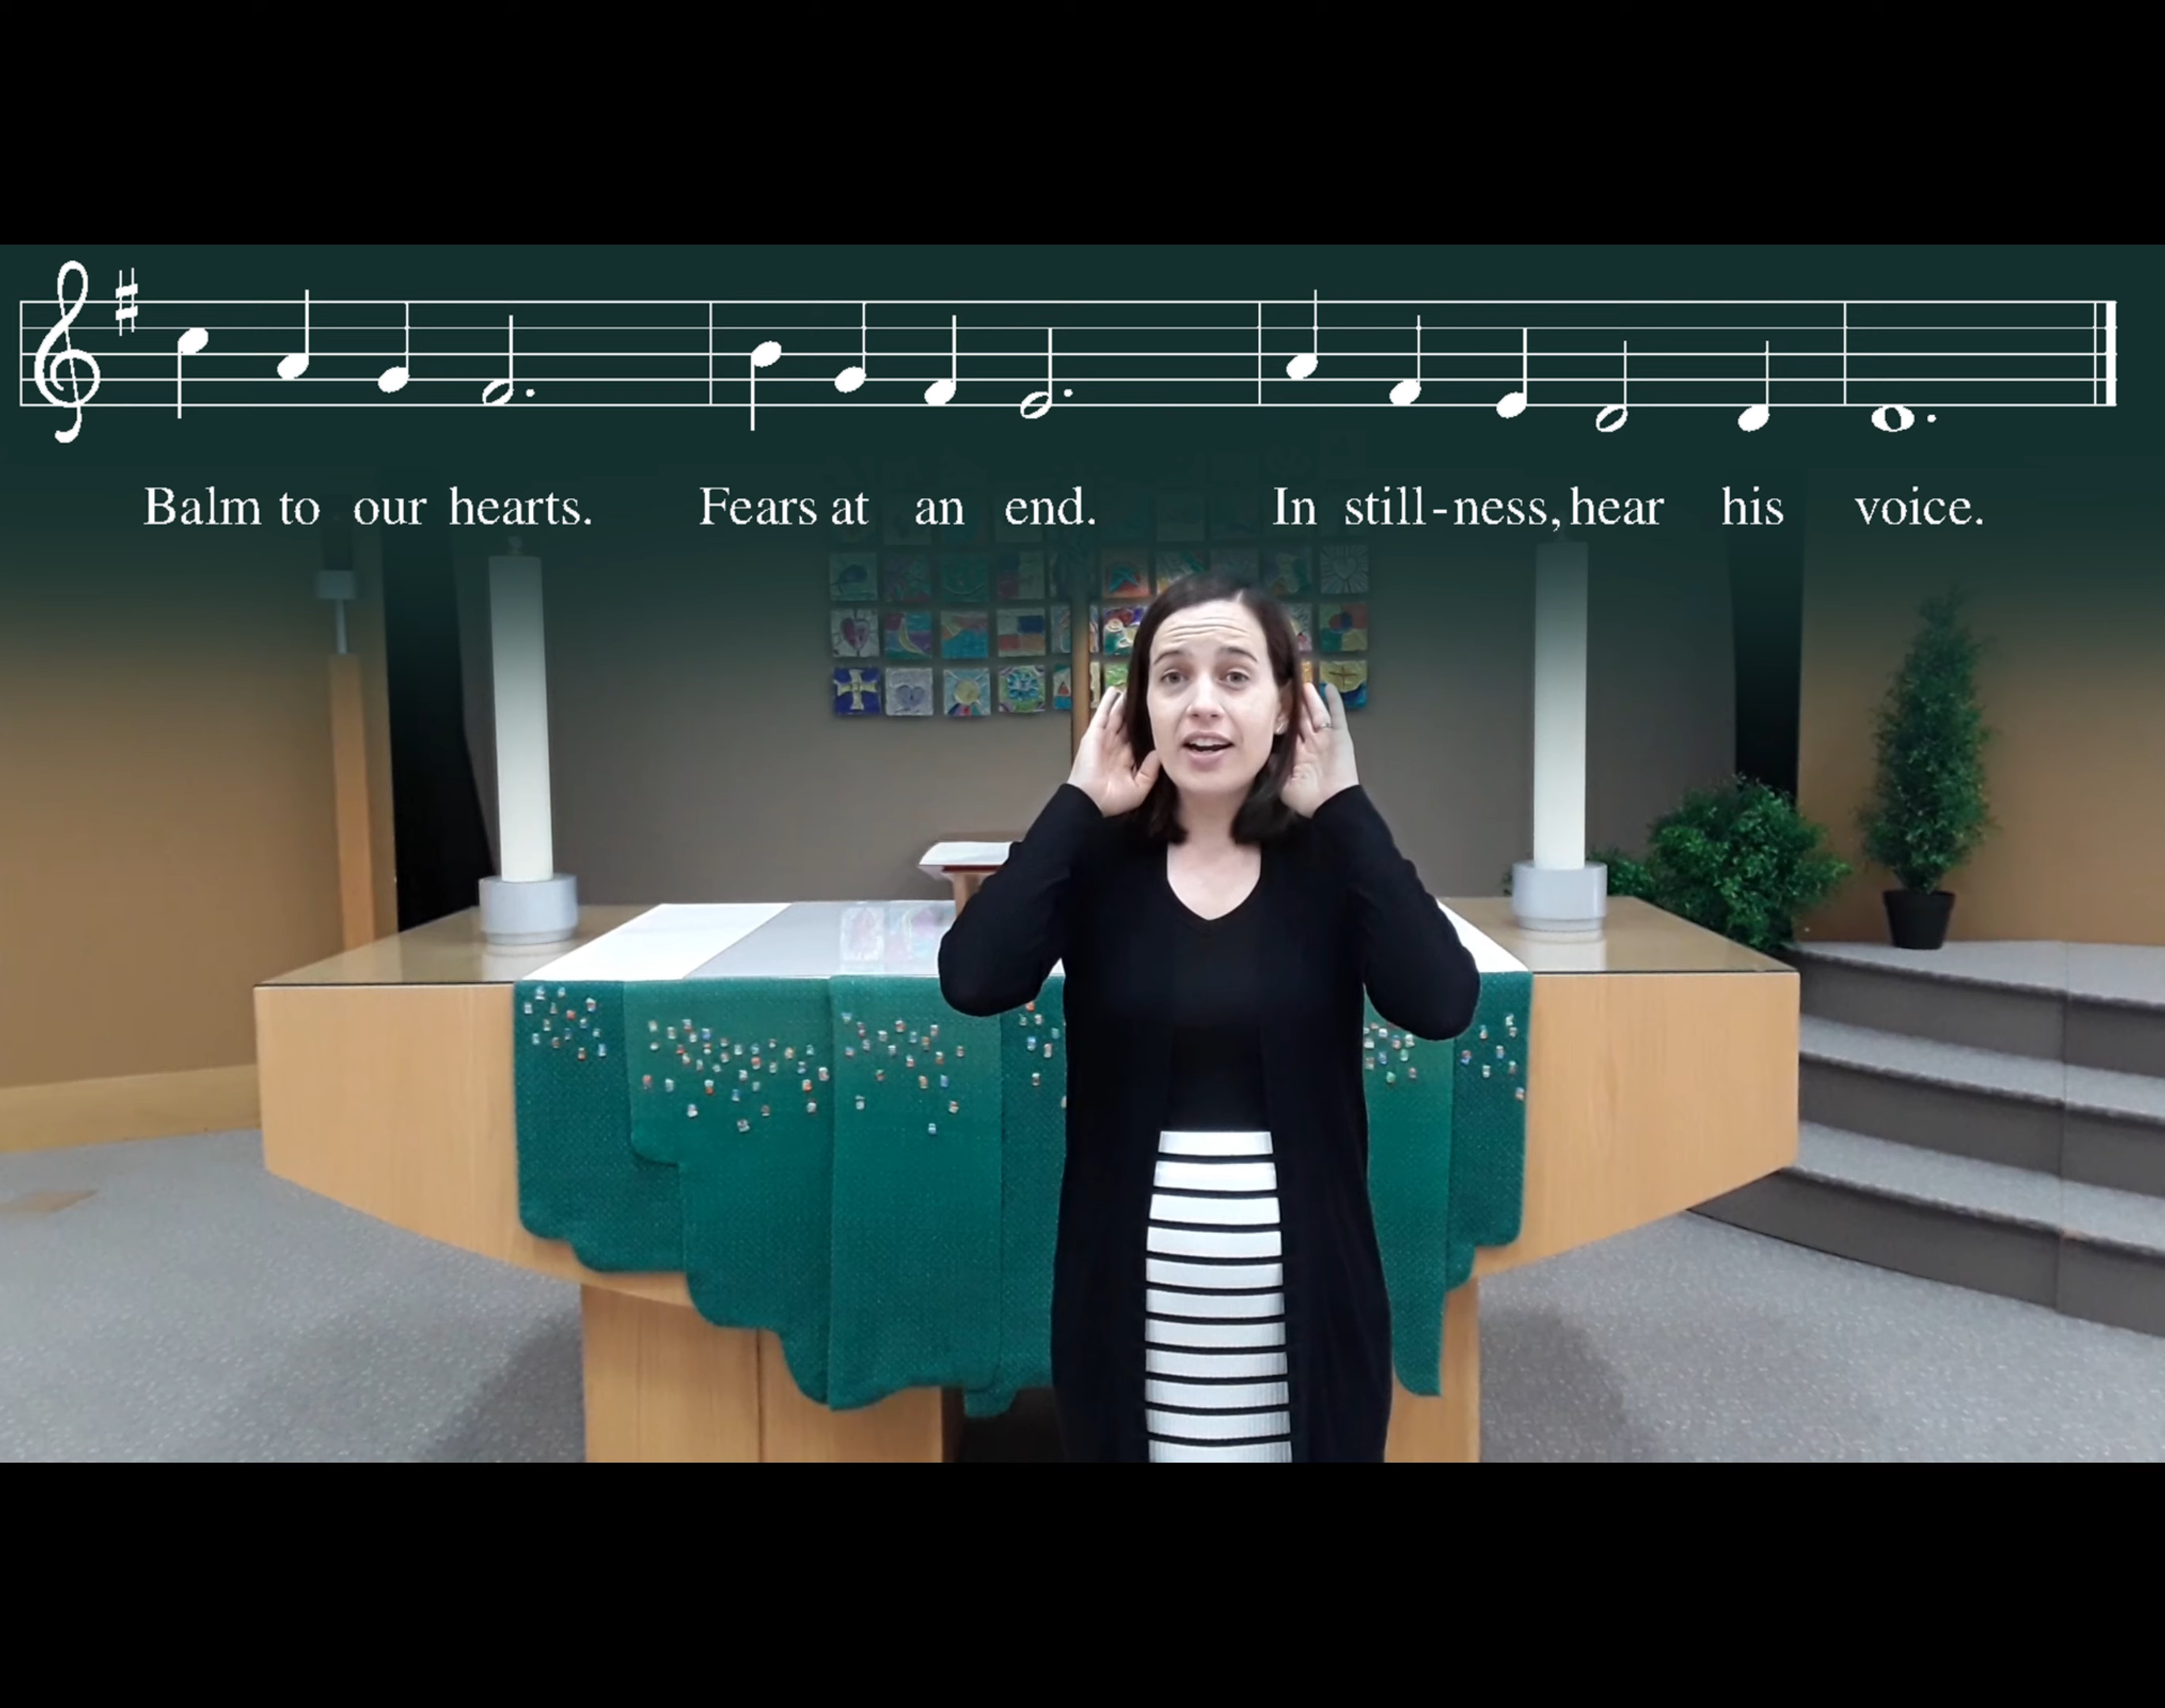 Balm to our hearts. Fears at an end. In still-ness, hear his voice.